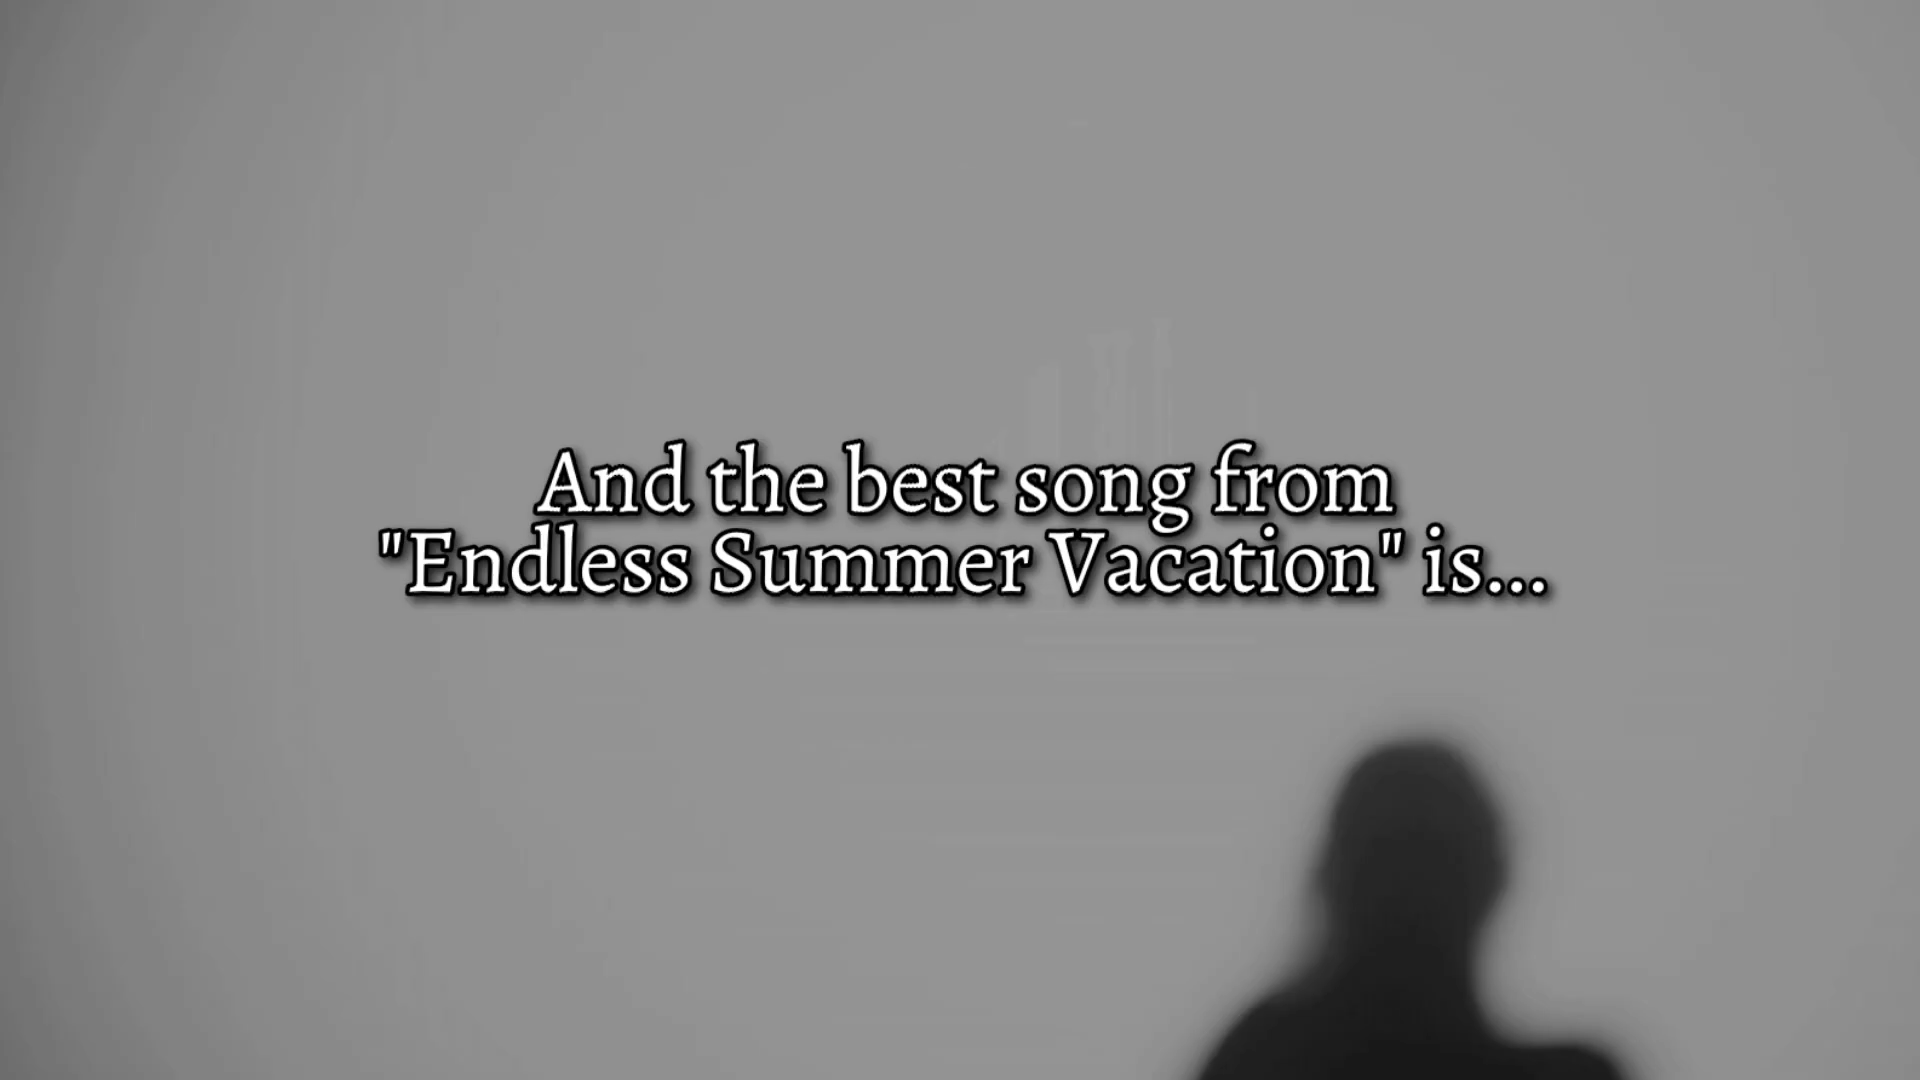 And the best song from
"Endless Summer Vacation" is...